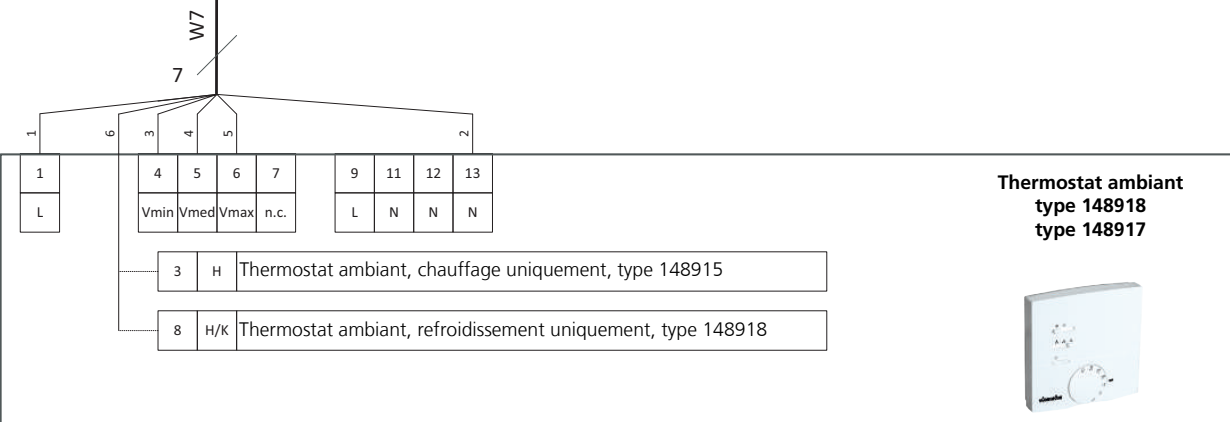 W7
7
1 6 3 4 5 2
1 4 5 6 7 9 11 12 13
L Vmin Vmed Vmax n.c. L N N N
Thermostat ambiant
type 148918
type 148917
3 H Thermostat ambiant, chauffage uniquement, type 148915
8 H/K Thermostat ambiant, refroidissement uniquement, type 148918